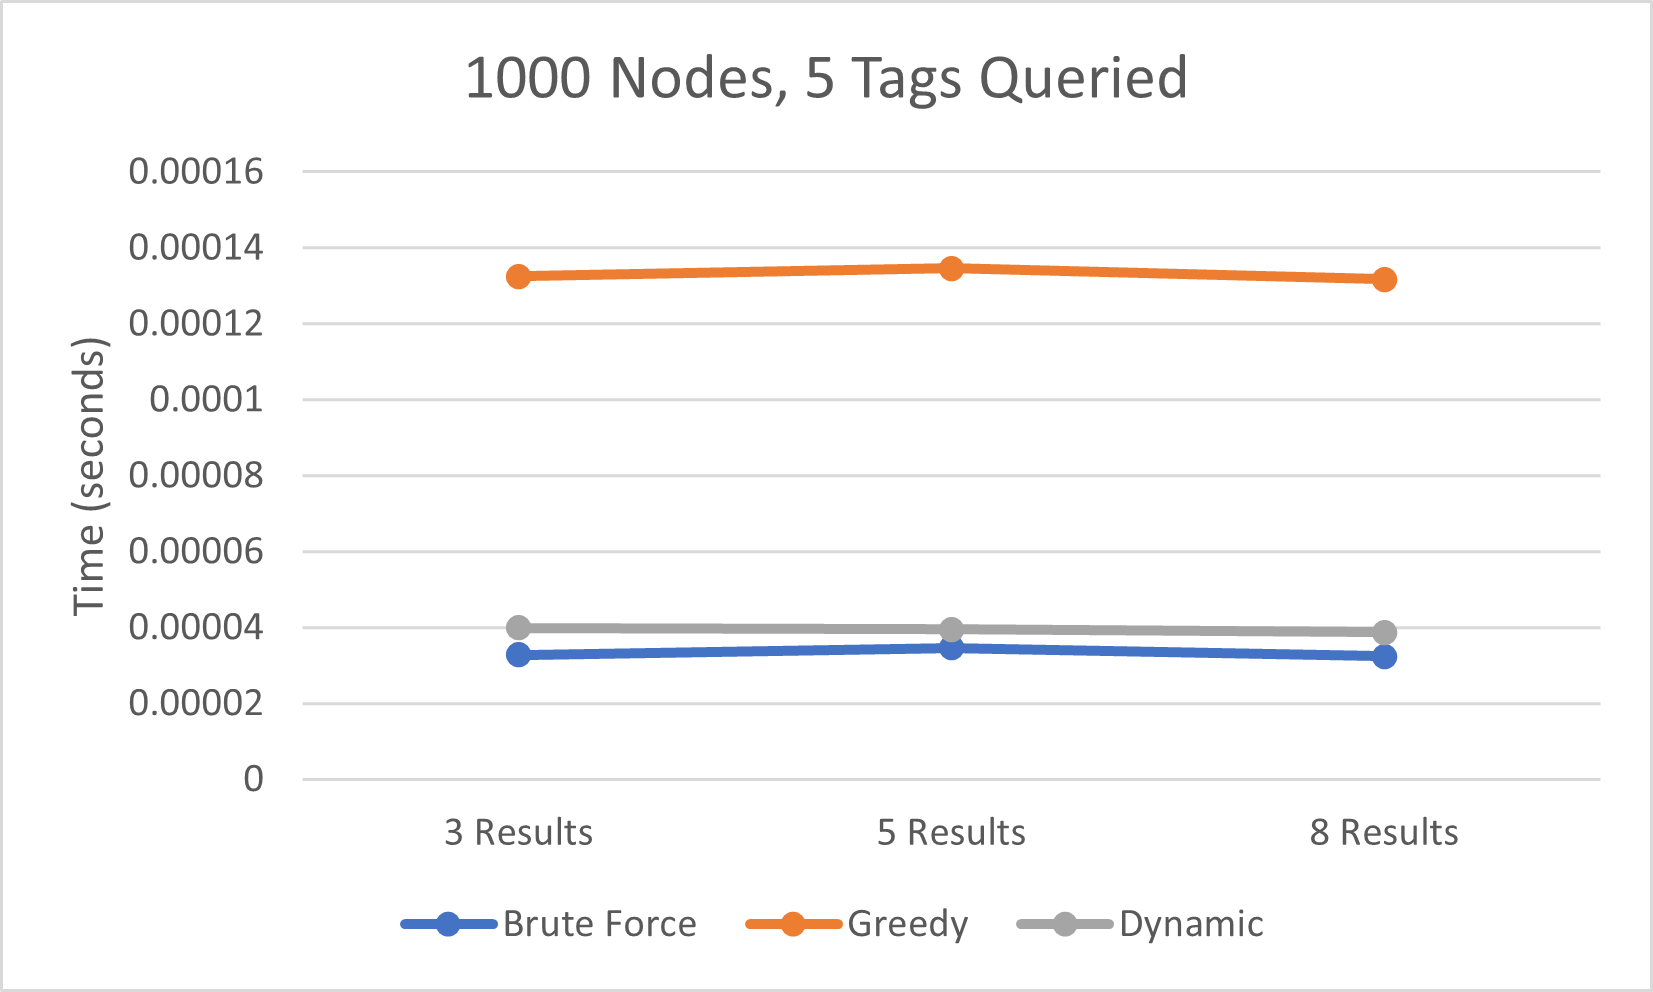 1000 Nodes, 5 Tags Queried
Time (seconds)
0.00016
0.00014
0.00012
0.0001
0.00008
0.00006
0.00004
0.00002
0
3 Results 5 Results 8 Results
Brute Force Greedy Dynamic